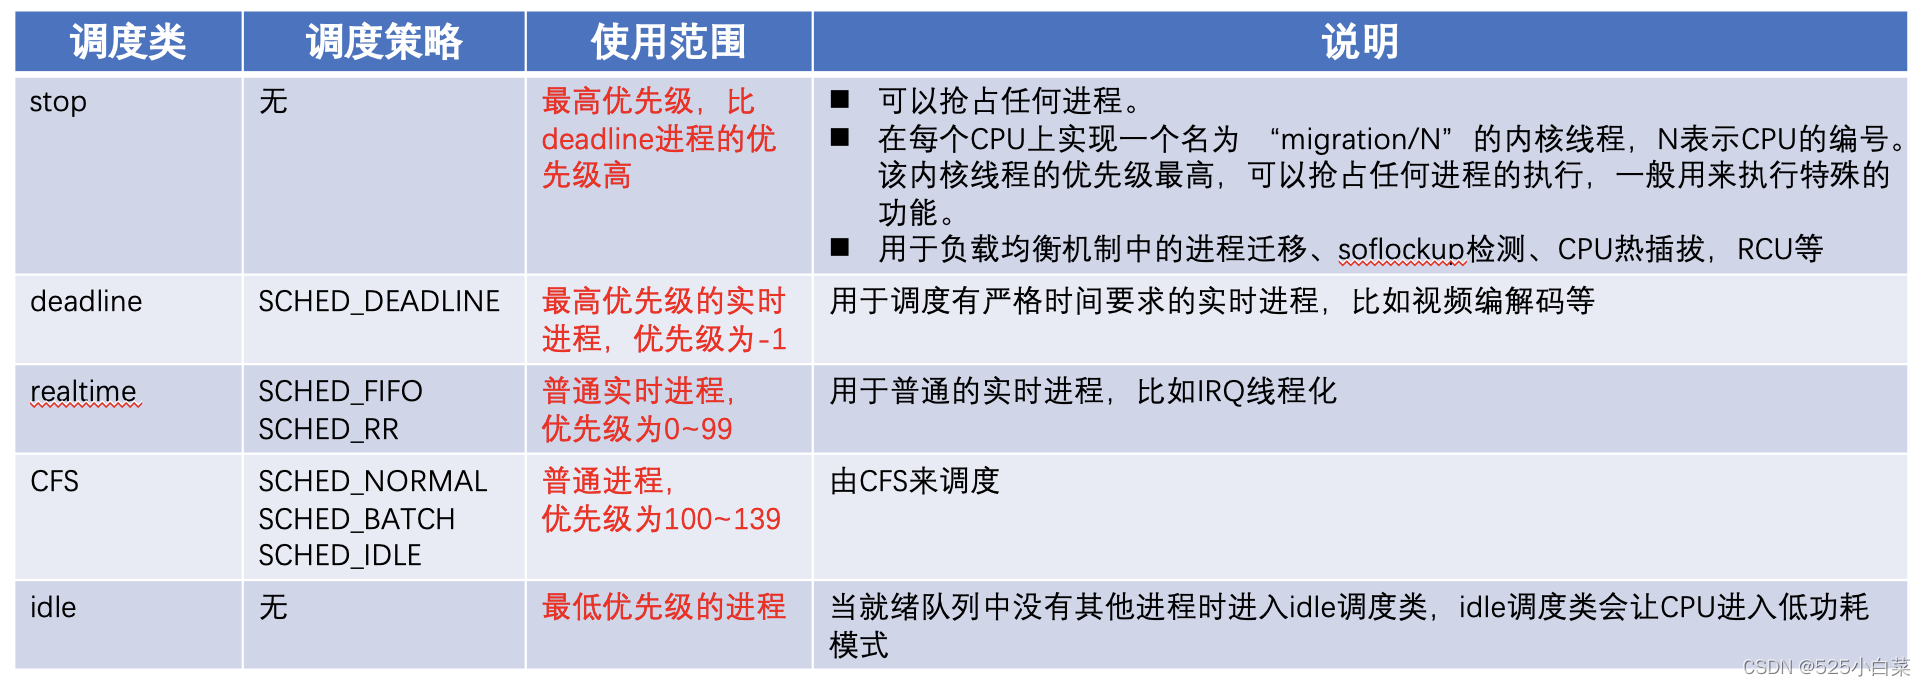 调度类 调度策略 使用范围 说明
stop 无 最高优先级，比
deadline进程的优
先级高
■ 可以抢占任何进程。
■ 在每个CPU上实现一个名为 “migration/N” 的内核线程，N表示CPU的编号。
该内核线程的优先级最高，可以抢占任何进程的执行，一般用来执行特殊的
功能。
■ 用于负载均衡机制中的进程迁移、soflockup检测、CPU热插拔，RCU等
deadline SCHED_DEADLINE 最高优先级的实时
进程，优先级为-1
用于调度有严格时间要求的实时进程，比如视频编解码等
realtime SCHED_FIFO
SCHED_RR
普通实时进程，
优先级为0~99
用于普通的实时进程，比如IRQ线程化
CFS SCHED_NORMAL
SCHED_BATCH
SCHED_IDLE
普通进程，
优先级为100~139
由CFS来调度
idle 无 最低优先级的进程
当就绪队列中没有其他进程时进入idle调度类，idle调度类会让CPU进入低功耗
模式
CSDN @525小白菜